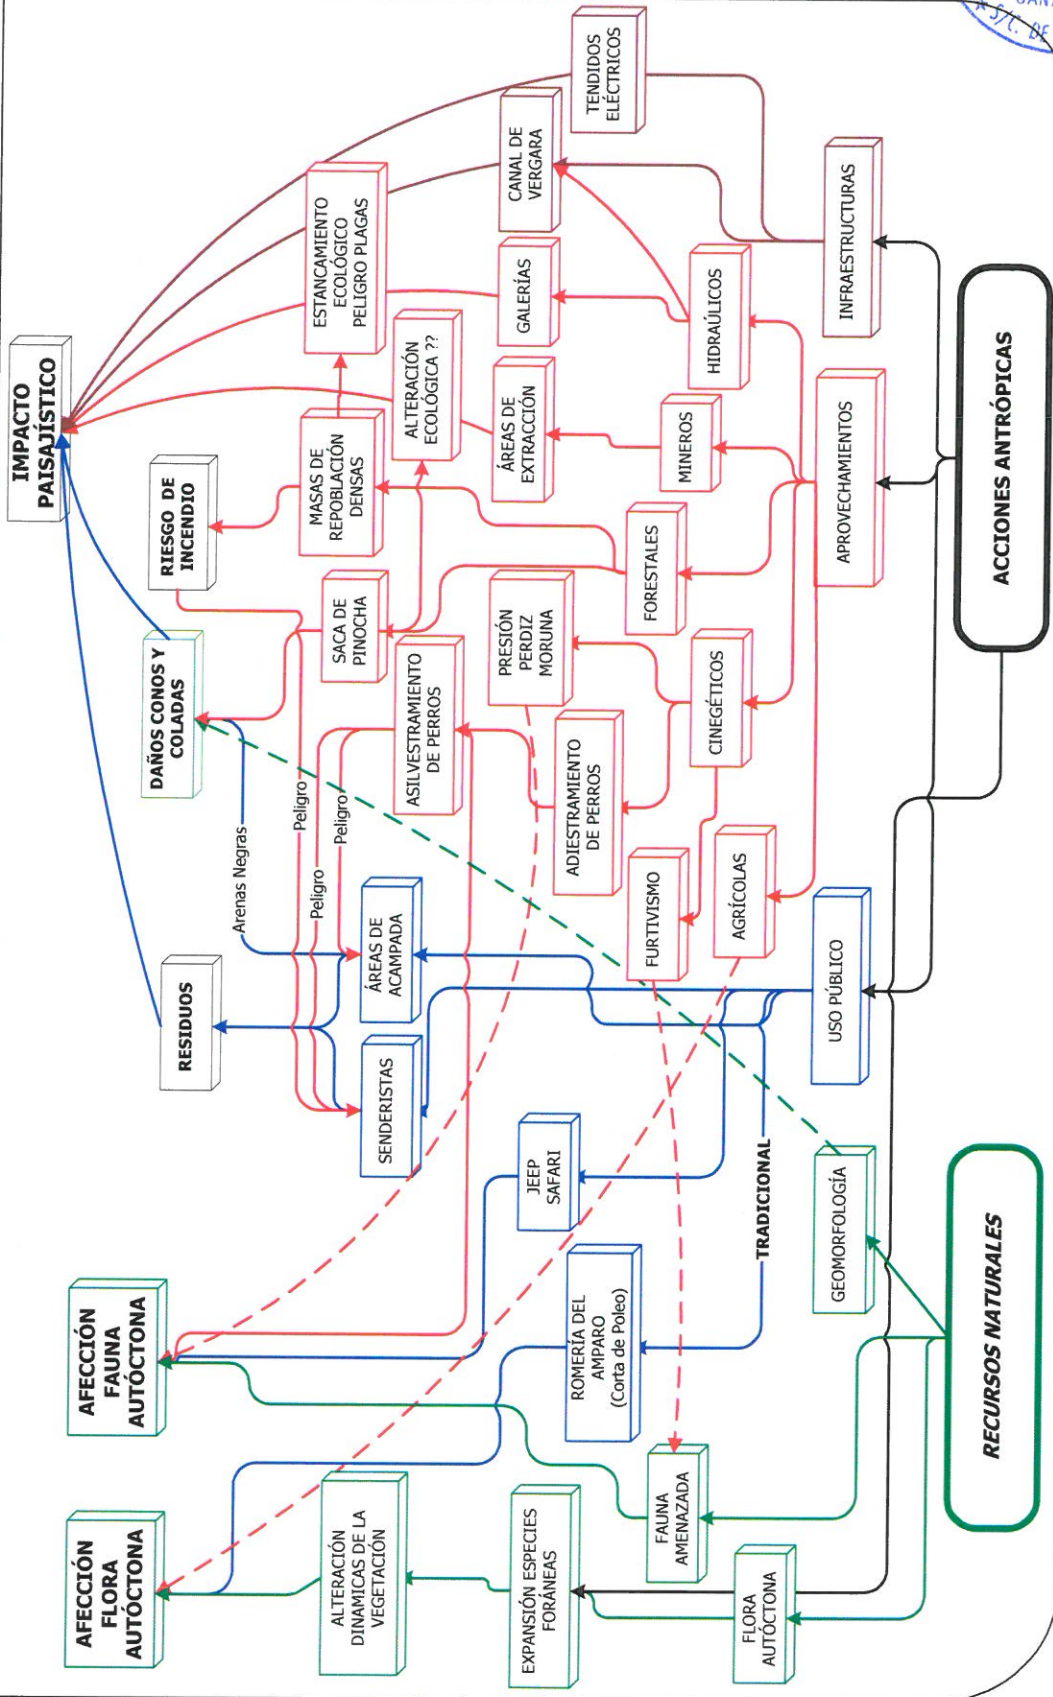 IMPACTO
PAISAJÍSTICO
AFECCIÓN
FLORA
AUTÓCTONA
AFECCIÓN
FAUNA
AUTÓCTONA
RESIDUOS
DAÑOS CONOS Y
COLADAS
RIESGO DE
INCENDIO
Arenas Negras
Peligro
Peligro
Peligro
ALTERACIÓN
DINAMICAS DE LA
VEGETACIÓN
SENDERISTAS
ÁREAS DE
ACAMPADA
ASILVESTRAMIENTO
DE PERROS
SACA DE
PINOCHA
MASAS DE
REPOBLACIÓN
DENSAS
ESTANCAMIENTO
ECOLÓGICO
PELIGRO PLAGAS
ALTERACIÓN
ECOLÓGICA ??
EXPANSIÓN ESPECIES
FORÁNEAS
ROMERÍA DEL
AMPARO
(Corta de Poleo)
JEEP
SAFARI
ADIESTRAMIENTO
DE PERROS
PRESIÓN
PERDIZ
MORUNA
ÁREAS DE
EXTRACCIÓN
GALERÍAS
CANAL DE
VERGARA
TENDIDOS
ELÉCTRICOS
FAUNA
AMENAZADA
FURTIVISMO
FORESTALES
MINEROS
HIDRAÚLICOS
FLORA
AUTÓCTONA
TRADICIONAL
AGRÍCOLAS
CINEGÉTICOS
GEOMORFOLOGÍA
USO PÚBLICO
APROVECHAMIENTOS
INFRAESTRUCTURAS
RECURSOS NATURALES
ACCIONES ANTRÓPICAS
* S/C. DE